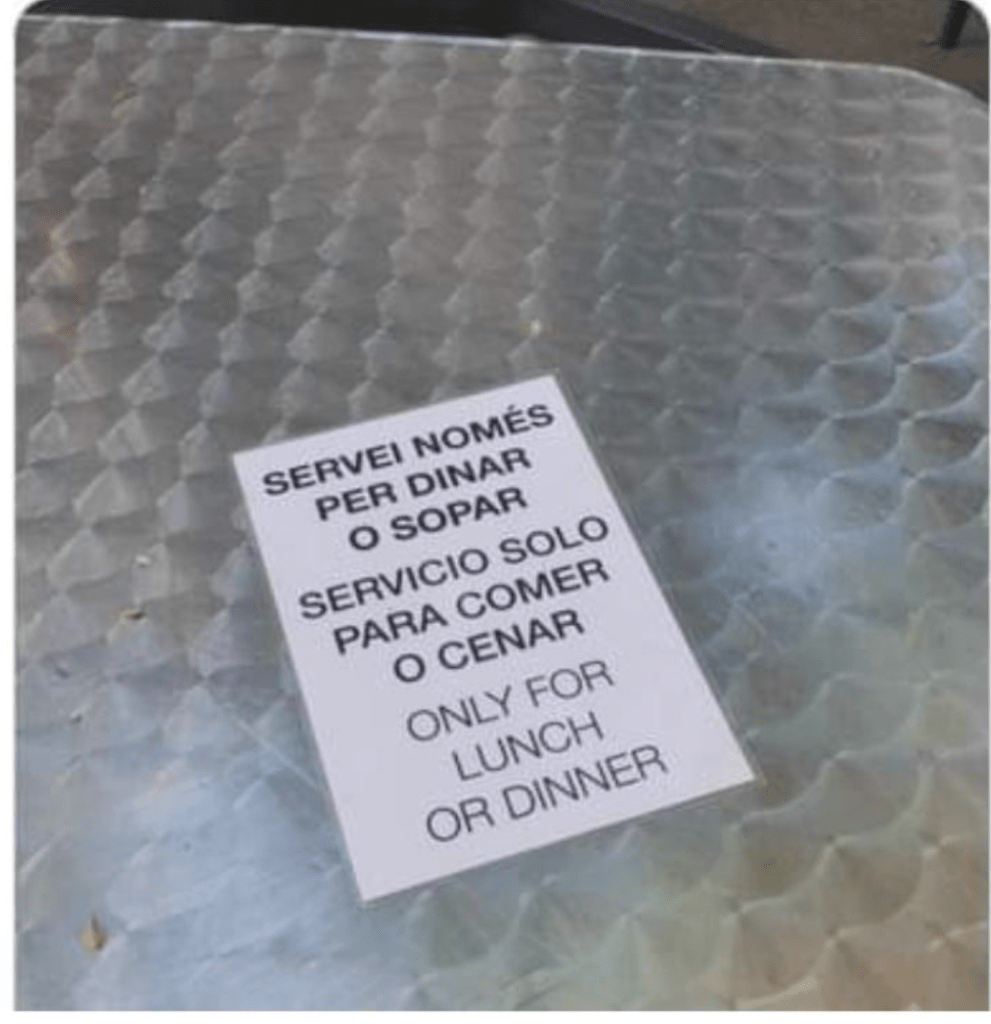 SERVEI NOMÉS
PER DINAR
O SOPAR
SERVICIO SOLO
PARA COMER
O CENAR
ONLY FOR
LUNCH
OR DINNER